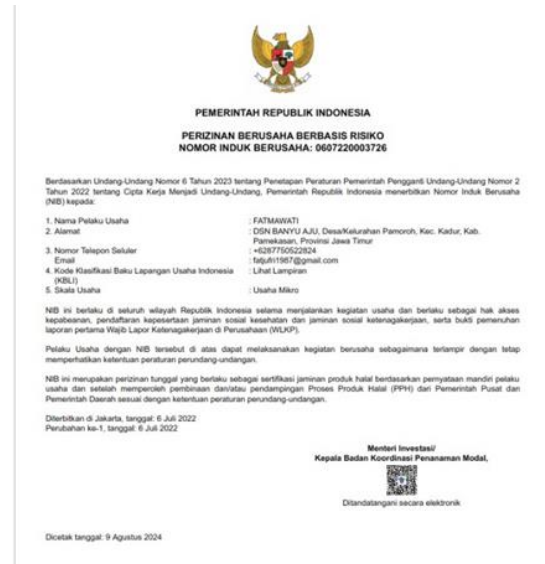 PEMERINTAH REPUBLIK INDONESIA
PERIZINAN BERUSAHA BERBASIS RISIKO
NOMOR INDUK BERUSAHA: 0607220003726
Berdasarkan Undang-Undang Nomor 6 Tahun 2023 tentang Penetapan Peraturan Pemerintah Pengganti Undang-Undang Nomor 2
Tahun 2022 tentang Cipta Kerja Menjadi Undang-Undang, Pemerintah Republik Indonesia menerbitkan Nomor Induk Berusaha
(NIB) kepada:
1. Nama Pelaku Usaha : FATMAWATI
2. Alamat : DSN BANYU AJU, Desa/Kelurahan Pamoroh, Kec. Kadur, Kab.
Pamekasan, Provinsi Jawa Timur
3. Nomor Telepon Seluler : +6287750522824
Email : fatjufri1987@gmail.com
4. Kode Klasifikasi Baku Lapangan Usaha Indonesia : Lihat Lampiran
(KBLI)
5. Skala Usaha : Usaha Mikro
NIB ini berlaku di seluruh wilayah Republik Indonesia selama menjalankan kegiatan usaha dan berlaku sebagai hak akses
kepabeanan, pendaftaran kepesertaan jaminan sosial kesehatan dan jaminan sosial ketenagakerjaan, serta bukti pemenuhan
laporan pertama Wajib Lapor Ketenagakerjaan di Perusahaan (WLKP).
Pelaku Usaha dengan NIB tersebut di atas dapat melaksanakan kegiatan berusaha sebagaimana terlampir dengan tetap
memperhatikan ketentuan peraturan perundang-undangan.
NIB ini merupakan perizinan tunggal yang berlaku sebagai sertifikasi jaminan produk halal berdasarkan pernyataan mandiri pelaku
usaha dan setelah memperoleh pembinaan dan/atau pendampingan Proses Produk Halal (PPH) dari Pemerintah Pusat dan
Pemerintah Daerah sesuai dengan ketentuan peraturan perundang-undangan.
Diterbitkan di Jakarta, tanggal: 6 Juli 2022
Perubahan ke-1, tanggal: 6 Juli 2022
Menteri Investasi/
Kepala Badan Koordinasi Penanaman Modal,
Ditandatangani secara elektronik
Dicetak tanggal: 9 Agustus 2024